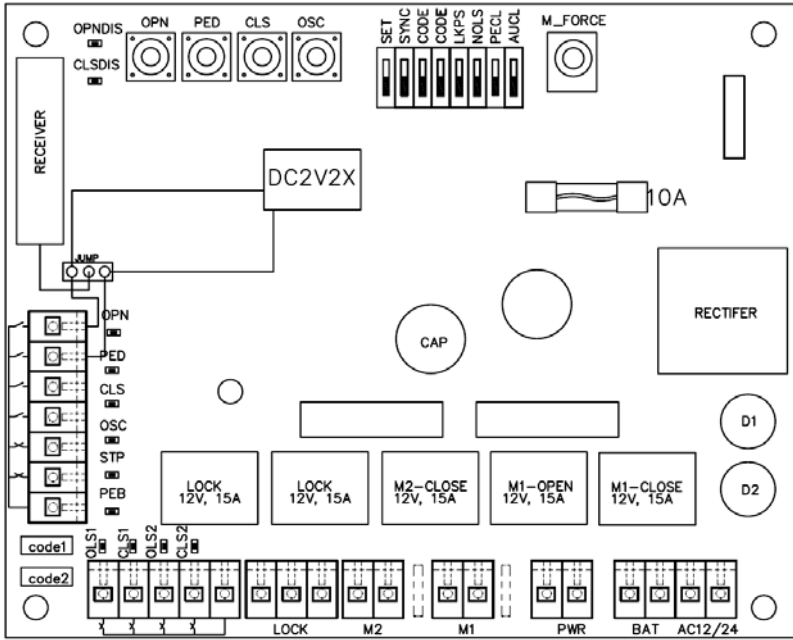 OPNDIS
OPN PED CLS OSC
CLSDIS
SET SYNC CODE CODE LKPS NOLS PECL AUCL
M_FORCE
RECEIVER
DC2V2X
10A
JUMP
OPN
PED
CLS
OSC
STP
PEB
CAP
RECTIFER
D1
D2
LOCK
12V, 15A
LOCK
12V, 15A
M2-CLOSE
12V, 15A
M1-OPEN
12V, 15A
M1-CLOSE
12V, 15A
code1
code2
OLS1 CLS1 OLS2 CLS2
LOCK M2 M1 PWR BAT AC12/24